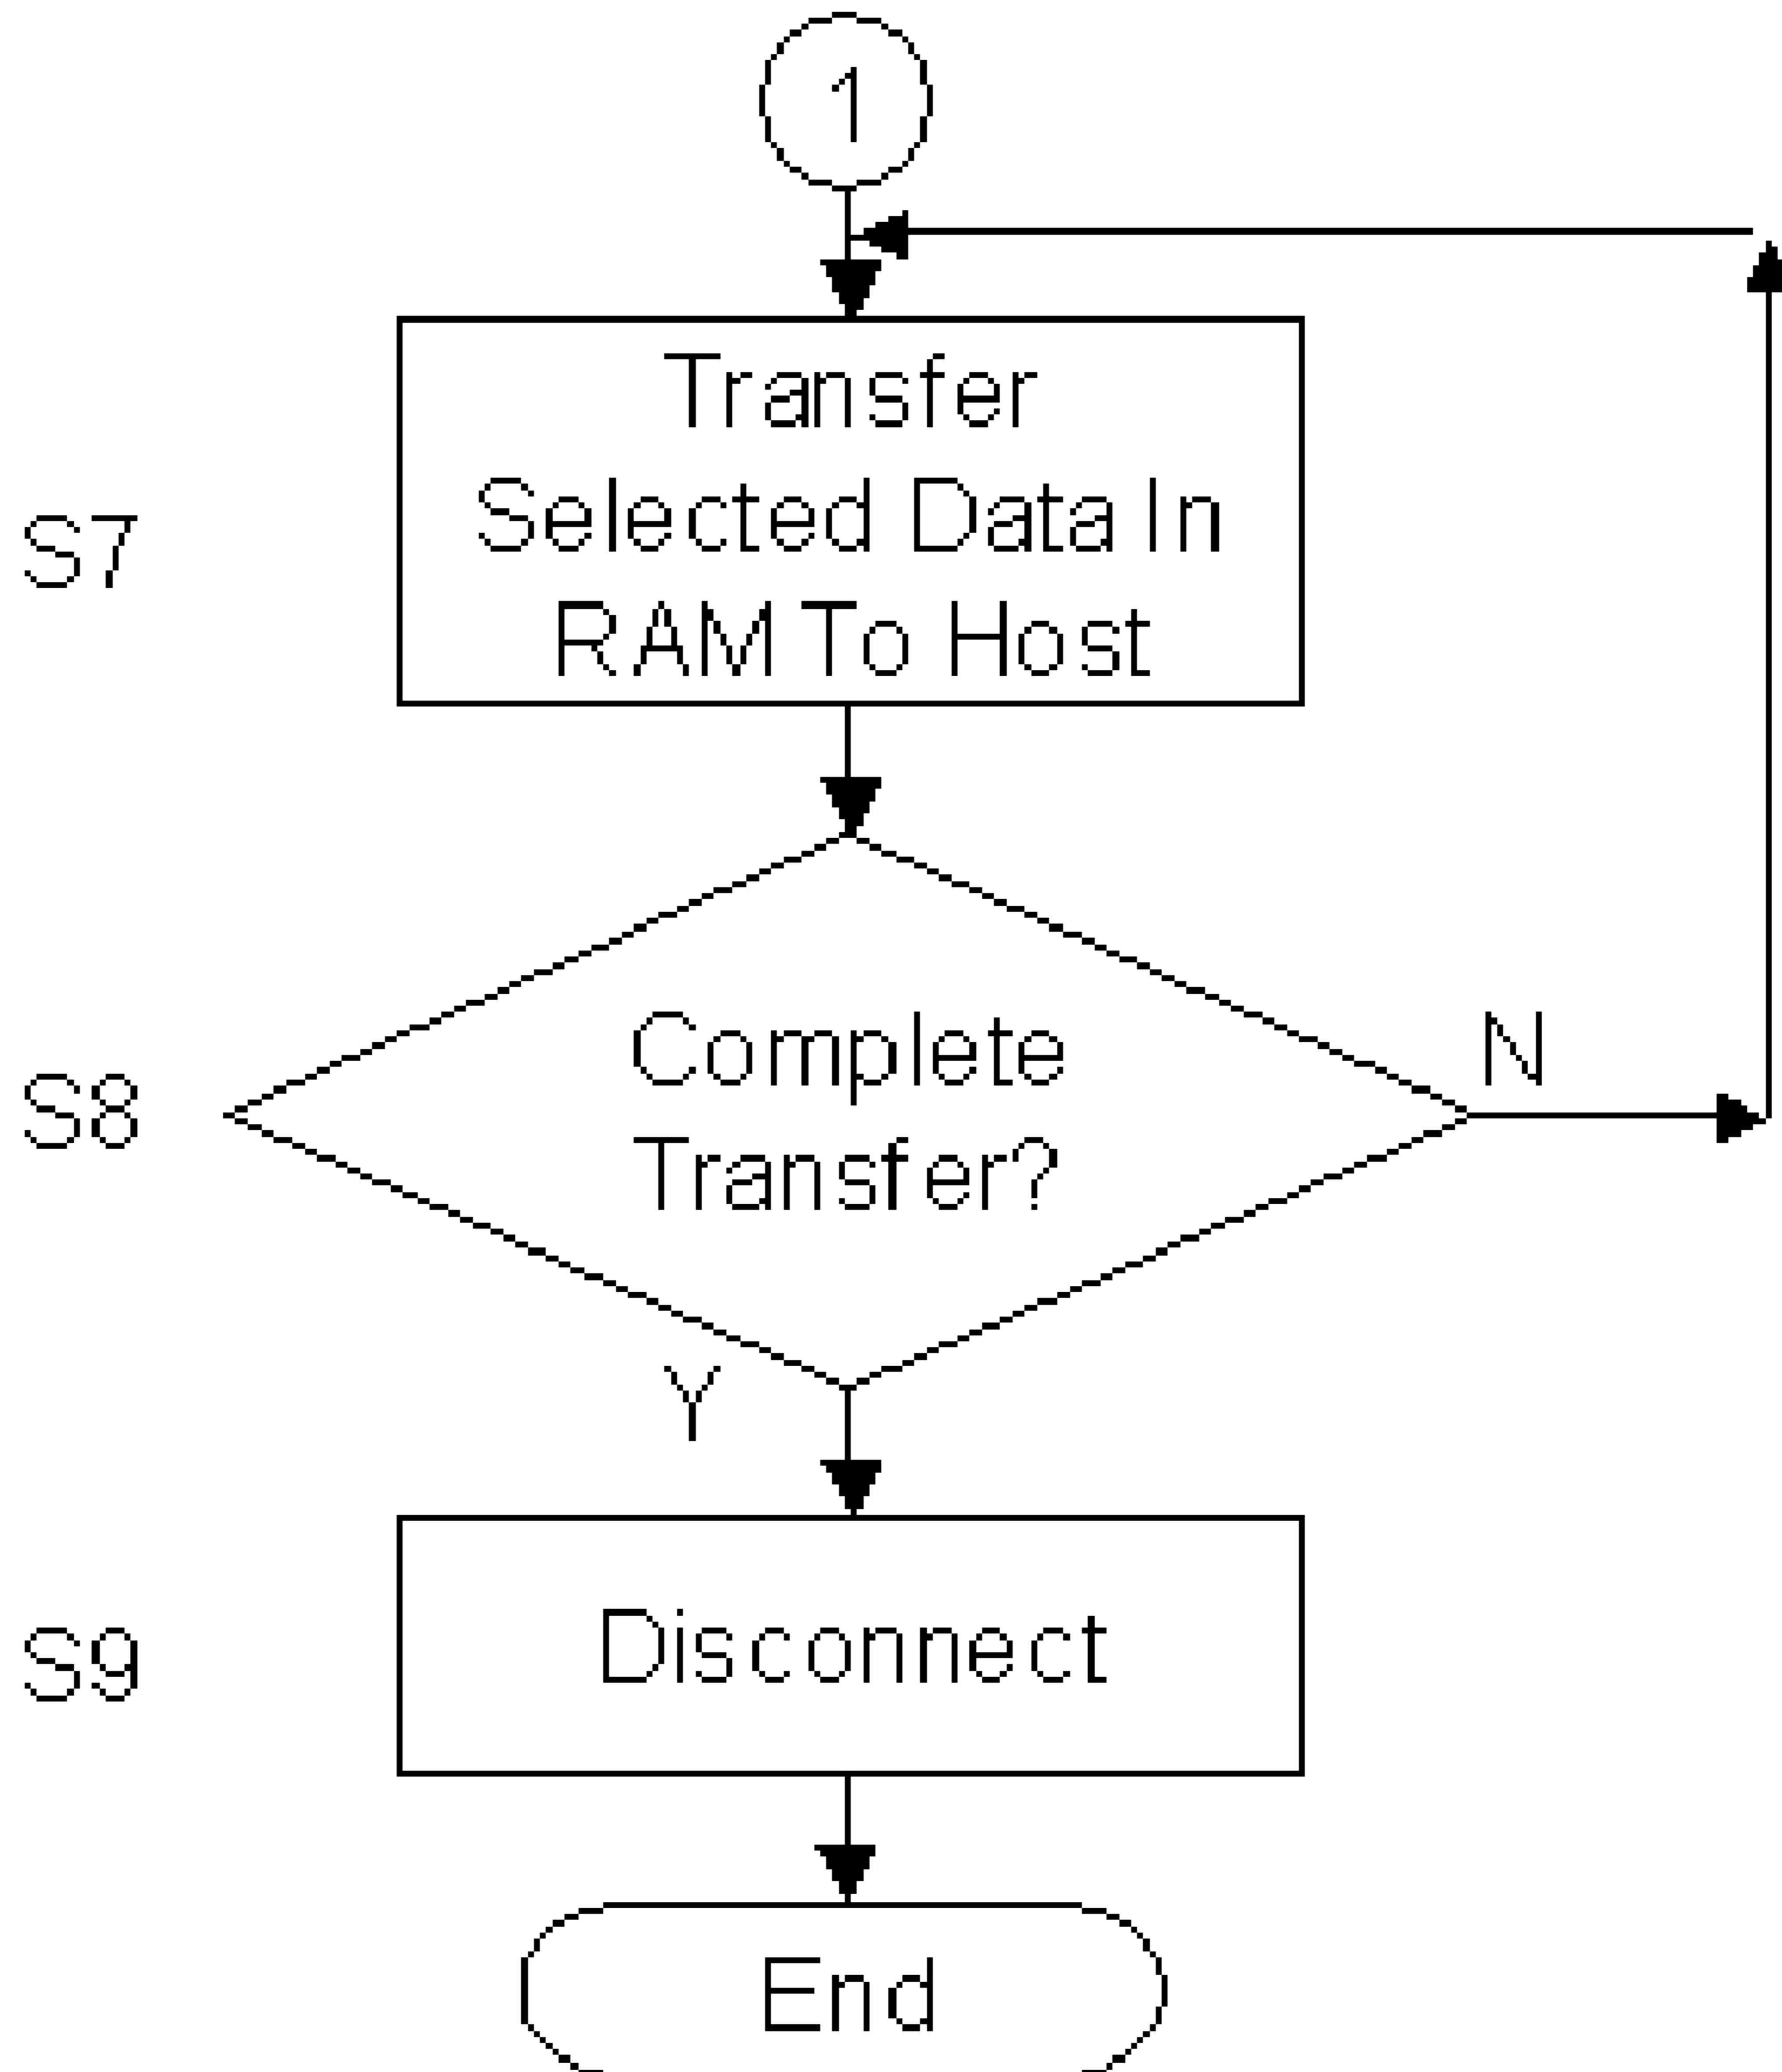 1
Transfer
Selected Data In
RAM To Host
S7
Complete
Transfer?
N
S8
Y
Disconnect
S9
End